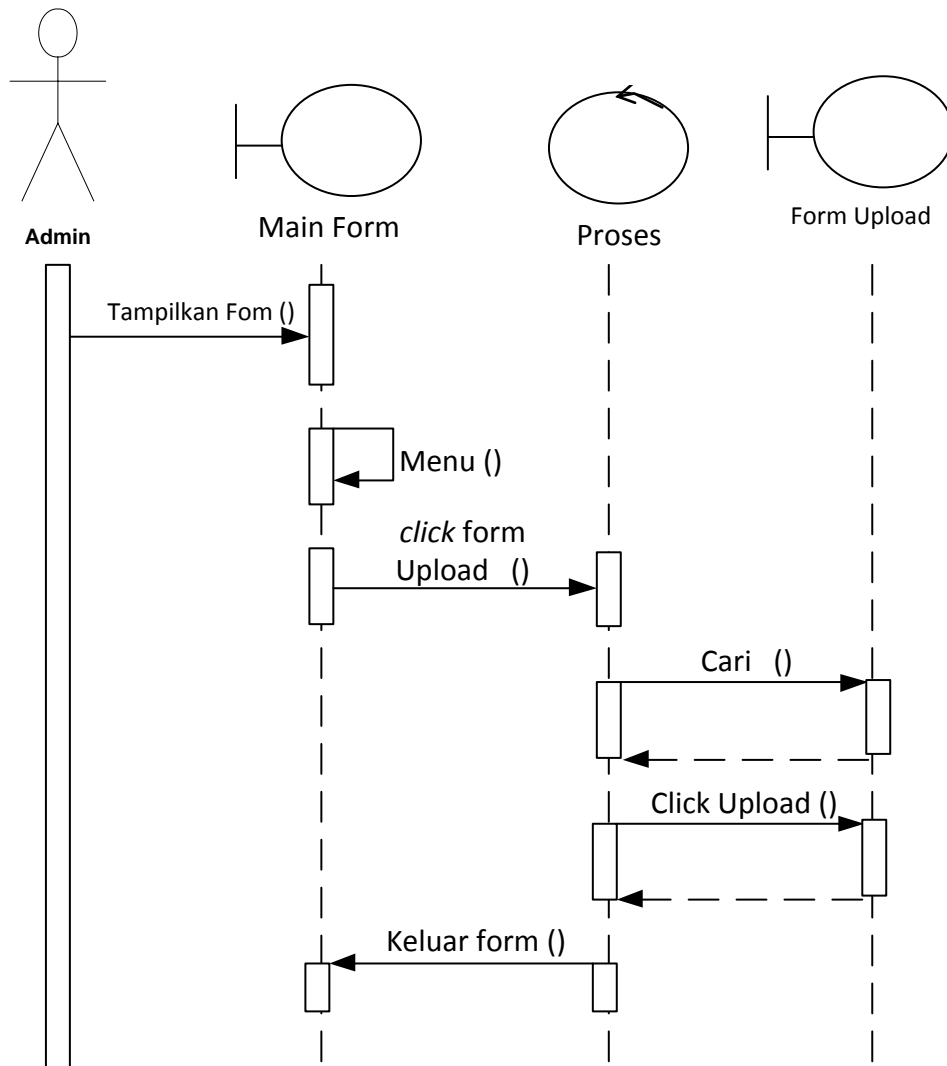 Admin
Main Form
Proses
Form Upload
Tampilkan Fom ()
Menu ()
click form
Upload ()
Cari ()
Click Upload ()
Keluar form ()